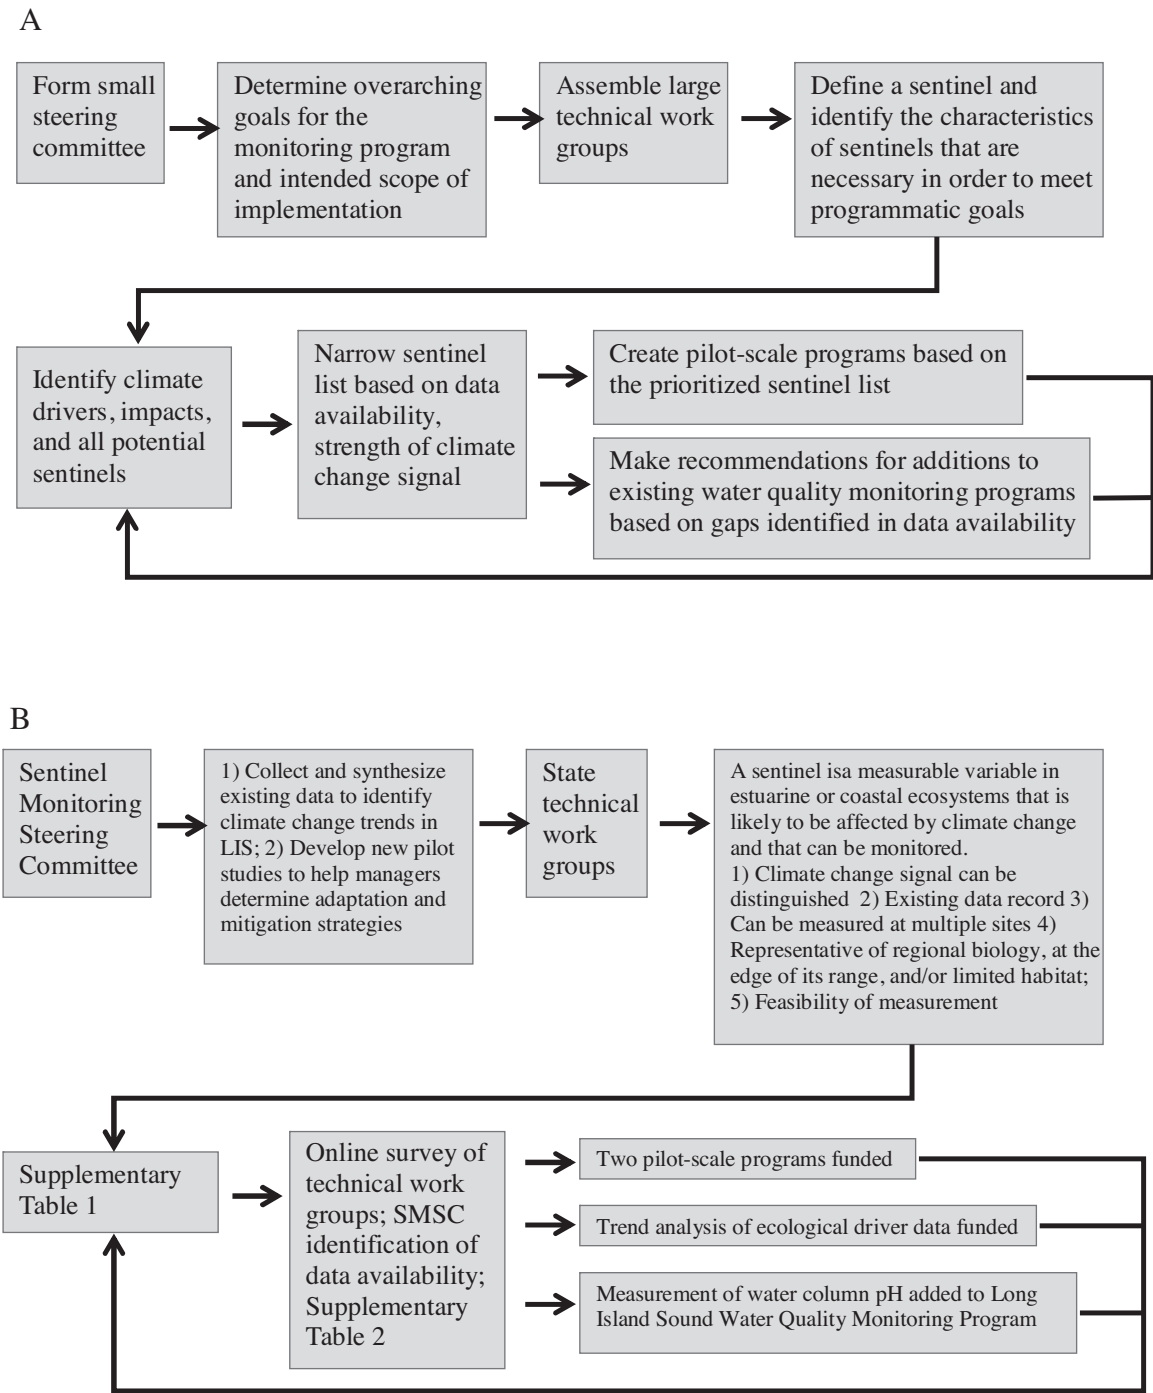 A
Form small
steering
committee
Determine overarching
goals for the
monitoring program
and intended scope of
implementation
Assemble large
technical work
groups
Define a sentinel and
identify the characteristics
of sentinels that are
necessary in order to meet
programmatic goals
Identify climate
drivers, impacts,
and all potential
sentinels
Narrow sentinel
list based on data
availability,
strength of climate
change signal
Create pilot-scale programs based on
the prioritized sentinel list
Make recommendations for additions to
existing water quality monitoring programs
based on gaps identified in data availability
B
Sentinel
Monitoring
Steering
Committee
1) Collect and synthesize
existing data to identify
climate change trends in
LIS; 2) Develop new pilot
studies to help managers
determine adaptation and
mitigation strategies
State
technical
work
groups
A sentinel isa measurable variable in
estuarine or coastal ecosystems that is
likely to be affected by climate change
and that can be monitored.
1) Climate change signal can be
distinguished 2) Existing data record 3)
Can be measured at multiple sites 4)
Representative of regional biology, at the
edge of its range, and/or limited habitat;
5) Feasibility of measurement
Supplementary
Table 1
Online survey of
technical work
groups; SMSC
identification of
data availability;
Supplementary
Table 2
Two pilot-scale programs funded
Trend analysis of ecological driver data funded
Measurement of water column pH added to Long
Island Sound Water Quality Monitoring Program